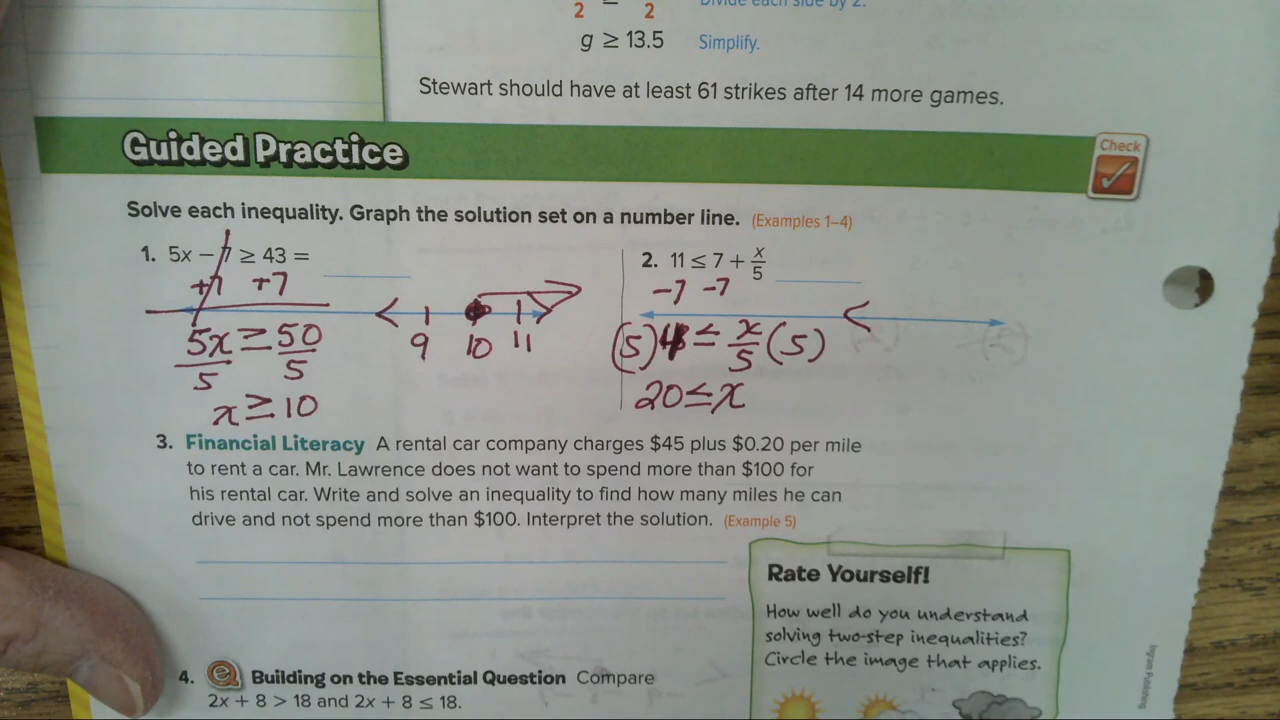 2 = 2 Divide each side by 2.
g ≥ 13.5 Simplify.
Stewart should have at least 61 strikes after 14 more games.
Guided Practice
Check
Solve each inequality. Graph the solution set on a number line. (Examples 1–4)
1. 5x − 7 ≥ 43 =
+7 +7
5x ≥ 50
5 5
x ≥ 10
9 10 11
2. 11 ≤ 7 + x/5
−7 −7
(5)4 ≤ x/5 (5)
20 ≤ x
3. Financial Literacy A rental car company charges $45 plus $0.20 per mile
to rent a car. Mr. Lawrence does not want to spend more than $100 for
his rental car. Write and solve an inequality to find how many miles he can
drive and not spend more than $100. Interpret the solution. (Example 5)
Rate Yourself!
How well do you understand
solving two-step inequalities?
Circle the image that applies.
4. e Building on the Essential Question Compare
2x + 8 > 18 and 2x + 8 ≤ 18.